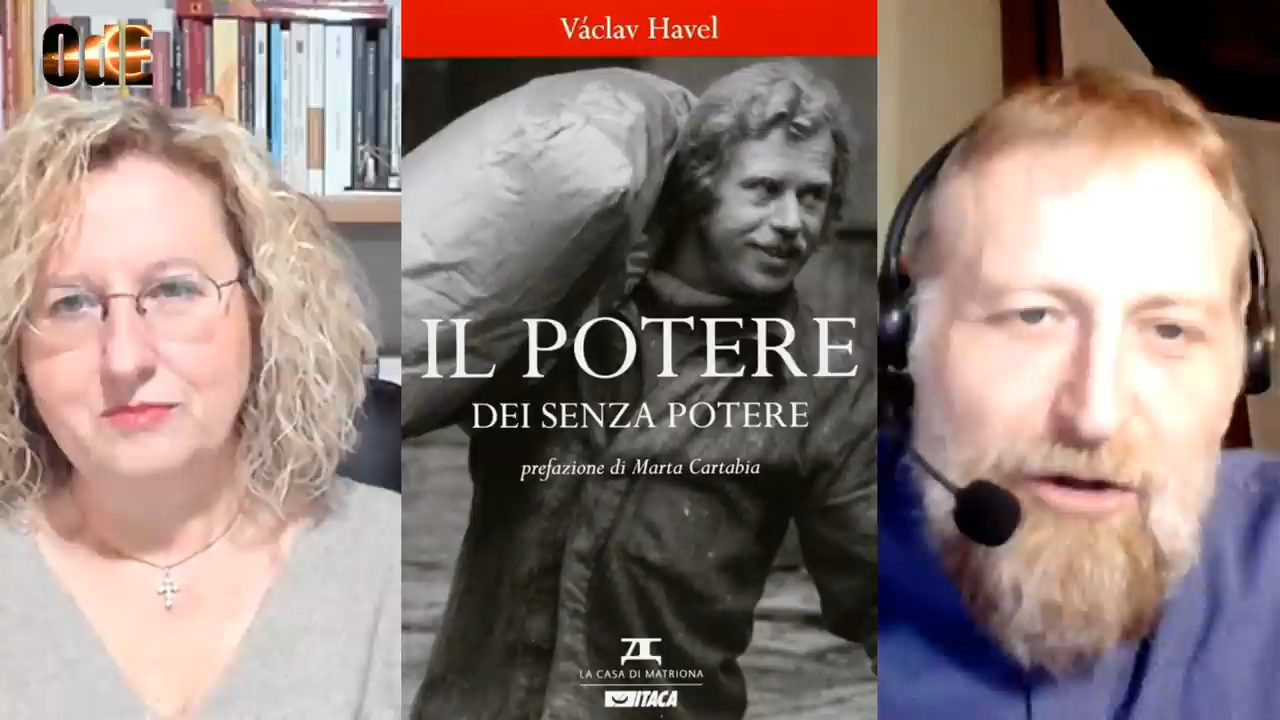 OdE
Václav Havel
IL POTERE
DEI SENZA POTERE
prefazione di Marta Cartabia
LA CASA DI MATRIONA
ITACA